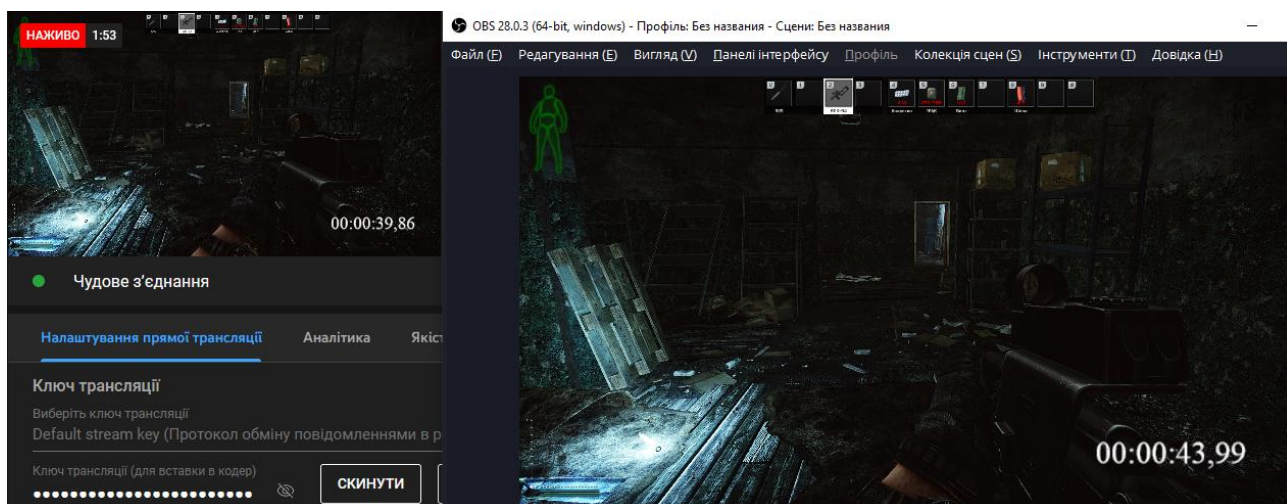 НАЖИВО 1:53
00:00:39,86
Чудове з’єднання
Налаштування прямої трансляції Аналітика Якіс
Ключ трансляції
Виберіть ключ трансляції
Default stream key (Протокол обміну повідомленнями в р
Ключ трансляції (для вставки в кодер)
СКИНУТИ
OBS 28.0.3 (64-bit, windows) - Профіль: Без названия - Сцени: Без названия
Файл (F) Редагування (E) Вигляд (V) Панелі інтерфейсу Профіль Колекція сцен (S) Інструменти (T) Довідка (H)
00:00:43,99